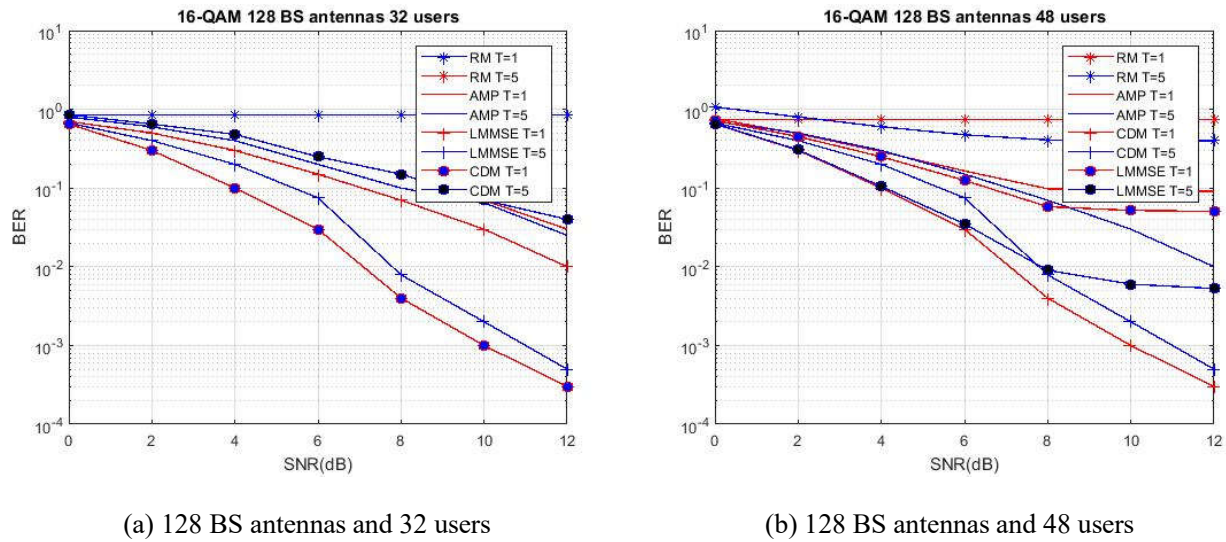 16-QAM 128 BS antennas 32 users
10^1
10^0
10^-1
10^-2
10^-3
10^-4
BER
0 2 4 6 8 10 12
SNR(dB)
RM T=1
RM T=5
AMP T=1
AMP T=5
LMMSE T=1
LMMSE T=5
CDM T=1
CDM T=5
(a) 128 BS antennas and 32 users
16-QAM 128 BS antennas 48 users
10^1
10^0
10^-1
10^-2
10^-3
10^-4
BER
0 2 4 6 8 10 12
SNR(dB)
RM T=1
RM T=5
AMP T=1
AMP T=5
CDM T=1
CDM T=5
LMMSE T=1
LMMSE T=5
(b) 128 BS antennas and 48 users